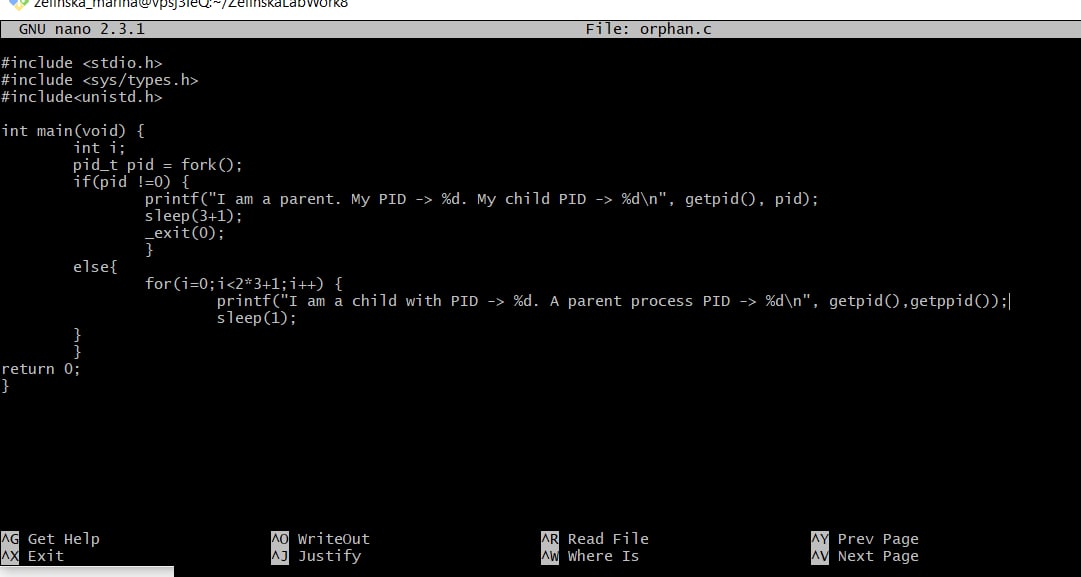 zelinska_marina@vpsj3IeQ:~/ZelinskaLabWork8
GNU nano 2.3.1 File: orphan.c
#include <stdio.h>
#include <sys/types.h>
#include<unistd.h>
int main(void) {
int i;
pid_t pid = fork();
if(pid !=0) {
printf("I am a parent. My PID -> %d. My child PID -> %d\n", getpid(), pid);
sleep(3+1);
_exit(0);
}
else{
for(i=0;i<2*3+1;i++) {
printf("I am a child with PID -> %d. A parent process PID -> %d\n", getpid(),getppid());
sleep(1);
}
}
return 0;
}
^G Get Help ^O WriteOut ^R Read File ^Y Prev Page
^X Exit ^J Justify ^W Where Is ^V Next Page